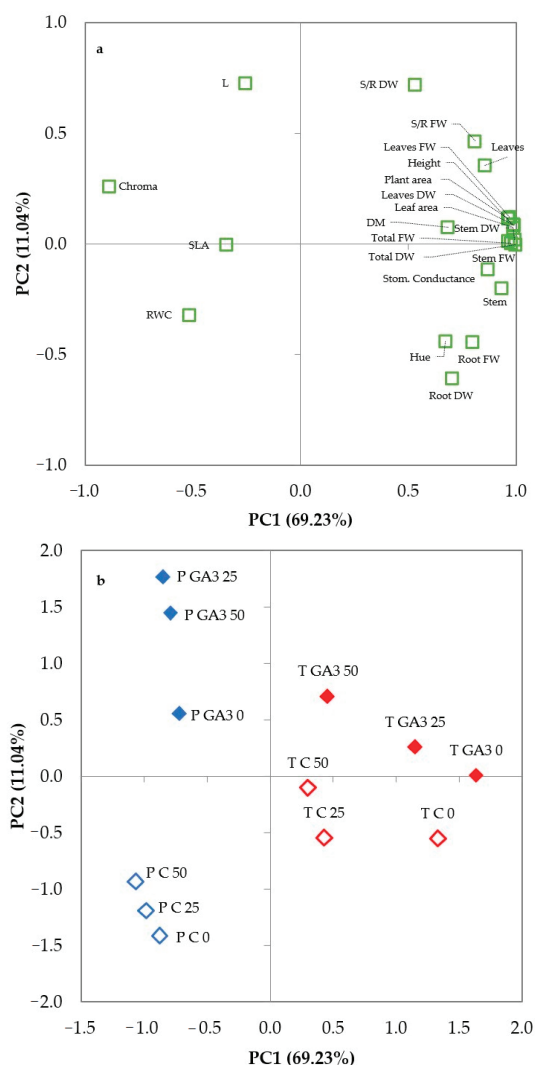 1.0
a
L
S/R DW
0.5
S/R FW
Leaves FW
Leaves
Height
Plant area
Chroma
Leaves DW
Leaf area
DM
Stem DW
0.0
SLA
Total FW
Stem FW
Total DW
Stom. Conductance
RWC
Stem
Hue
Root FW
−0.5
Root DW
−1.0
−1.0
−0.5
0.0
0.5
1.0
PC2 (11.04%)
PC1 (69.23%)
2.0
b
P GA3 25
1.5
P GA3 50
1.0
T GA3 50
0.5
P GA3 0
T GA3 25
T GA3 0
0.0
T C 50
T C 25
T C 0
−0.5
P C 50
−1.0
P C 25
P C 0
−1.5
−2.0
−1.5
−1.0
−0.5
0.0
0.5
1.0
1.5
2.0
PC2 (11.04%)
PC1 (69.23%)